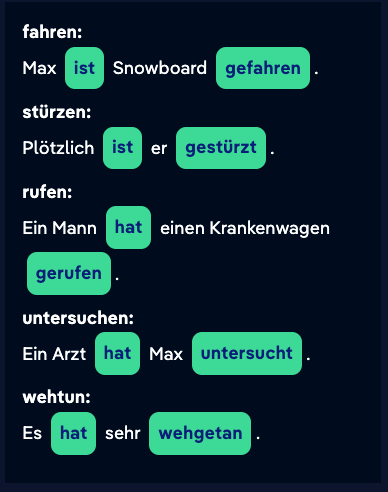 fahren:
Max ist Snowboard gefahren .
stürzen:
Plötzlich ist er gestürzt .
rufen:
Ein Mann hat einen Krankenwagen
gerufen .
untersuchen:
Ein Arzt hat Max untersucht .
wehtun:
Es hat sehr wehgetan .